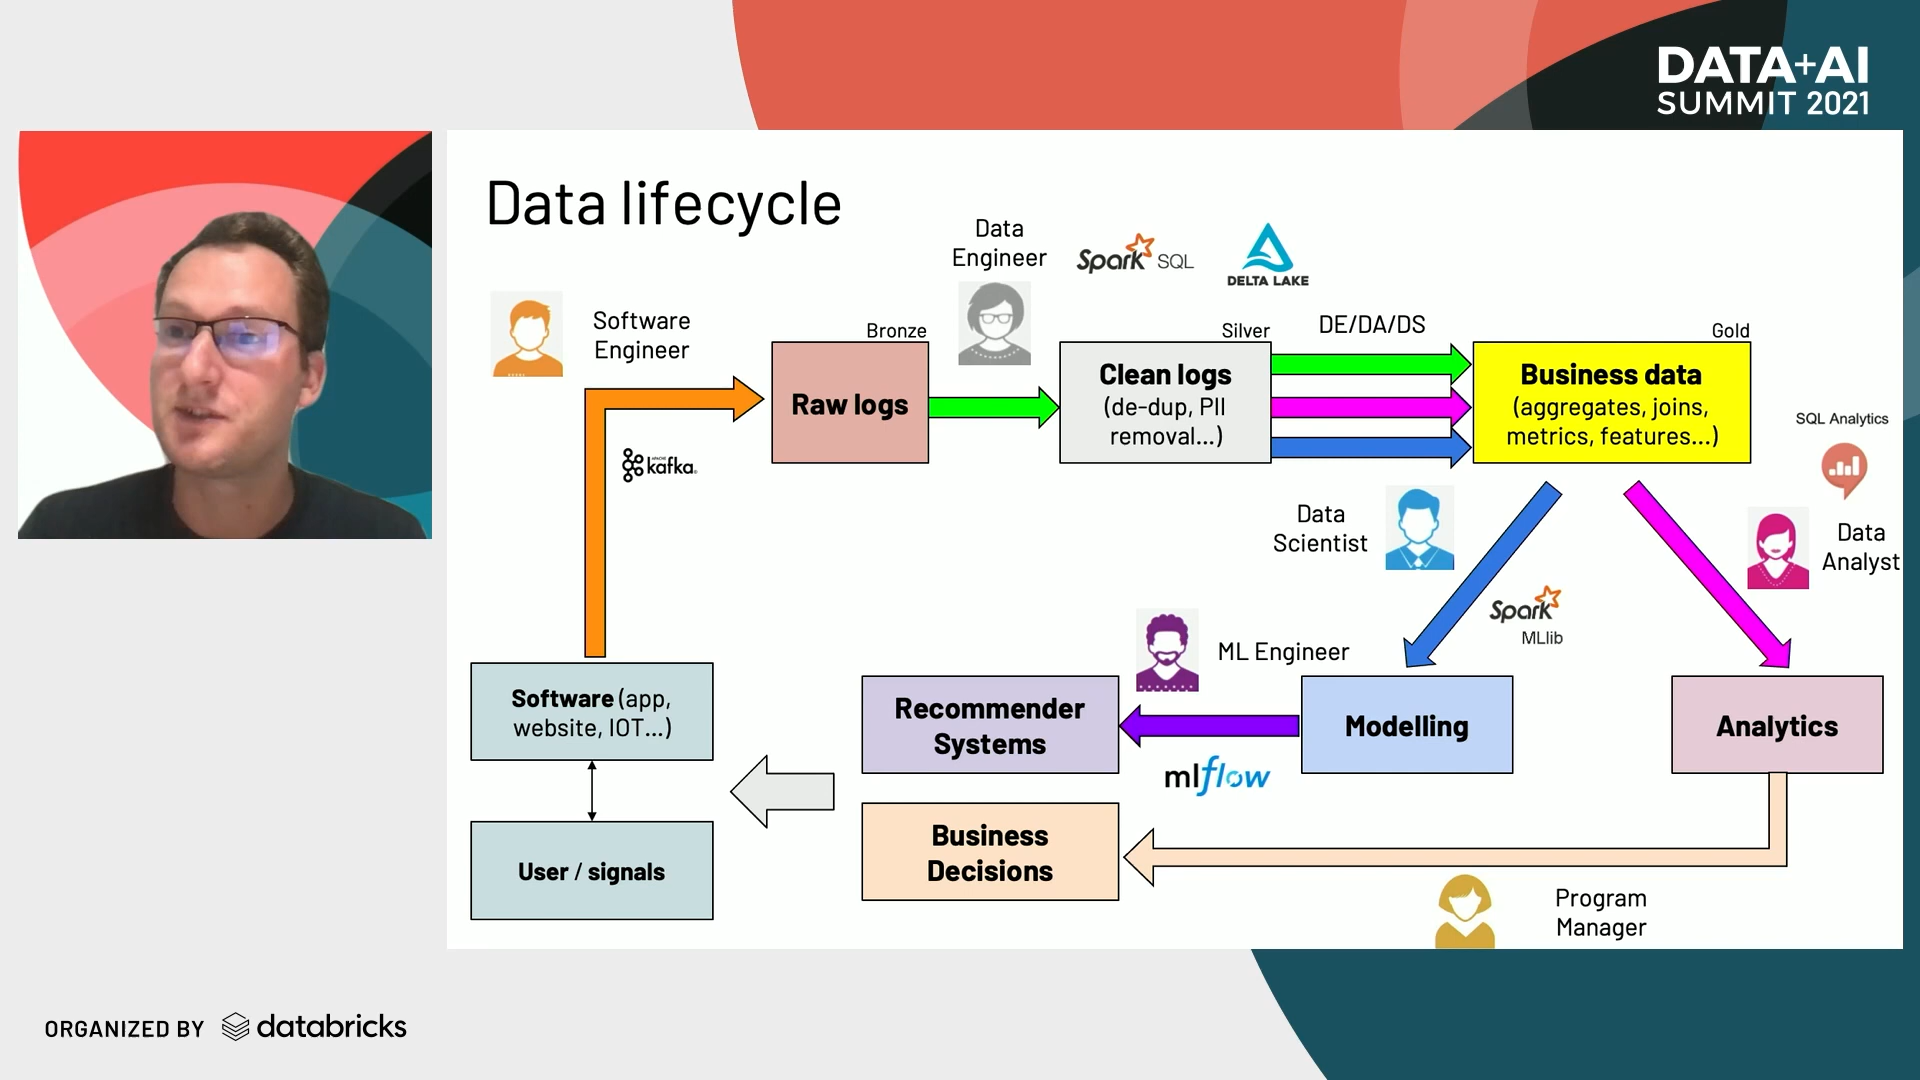 DATA+AI
SUMMIT 2021
Data lifecycle
Data
Engineer
Spark SQL
DELTA LAKE
Software
Engineer
Bronze
Silver
DE/DA/DS
Gold
Raw logs
Clean logs
(de-dup, PII
removal...)
Business data
(aggregates, joins,
metrics, features...)
SQL Analytics
APACHE
kafka
Data
Scientist
Data
Analyst
Spark
MLlib
ML Engineer
Software (app,
website, IOT...)
Recommender
Systems
Modelling
Analytics
mlflow
Business
Decisions
User / signals
Program
Manager
ORGANIZED BY databricks